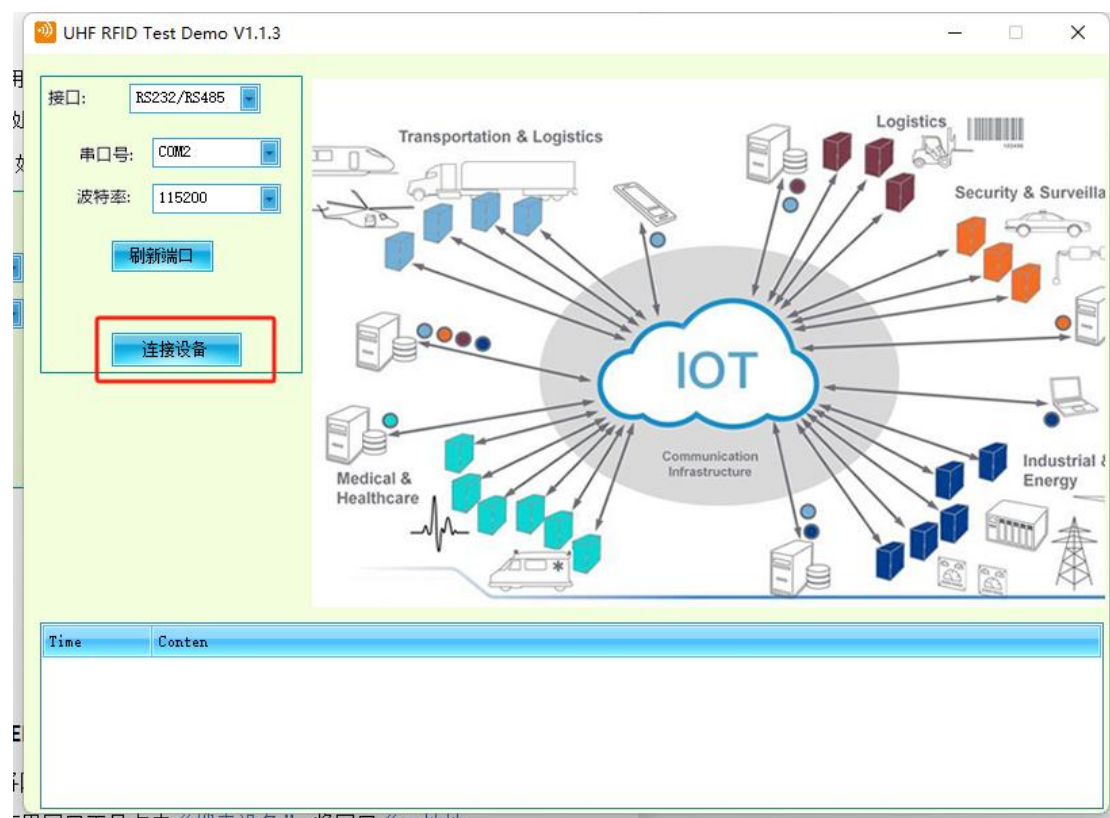 UHF RFID Test Demo V1.1.3
接口: RS232/RS485
串口号: COM2
波特率: 115200
刷新端口
连接设备
Transportation & Logistics
Logistics
Security & Surveilla
IOT
Communication
Infrastructure
Medical &
Healthcare
Industrial &
Energy
Time Conten